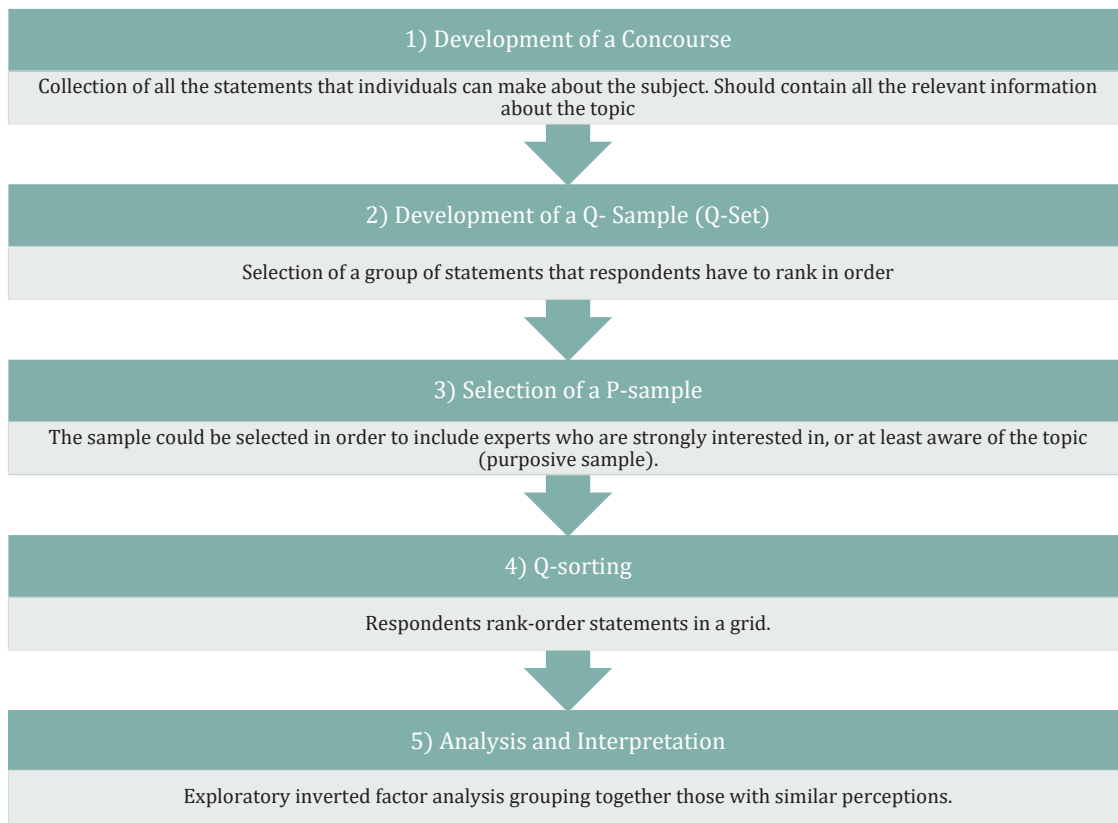 1) Development of a Concourse
Collection of all the statements that individuals can make about the subject. Should contain all the relevant information
about the topic
2) Development of a Q- Sample (Q-Set)
Selection of a group of statements that respondents have to rank in order
3) Selection of a P-sample
The sample could be selected in order to include experts who are strongly interested in, or at least aware of the topic
(purposive sample).
4) Q-sorting
Respondents rank-order statements in a grid.
5) Analysis and Interpretation
Exploratory inverted factor analysis grouping together those with similar perceptions.